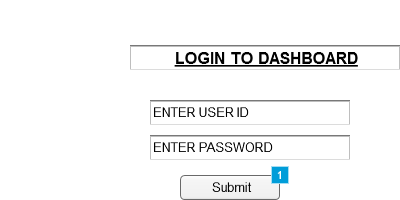 LOGIN TO DASHBOARD
ENTER USER ID
ENTER PASSWORD
1
Submit